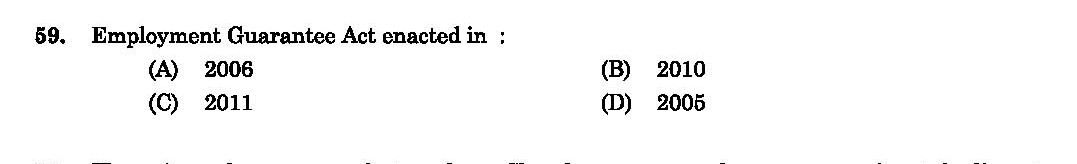 59. Employment Guarantee Act enacted in :
(A) 2006 (B) 2010
(C) 2011 (D) 2005